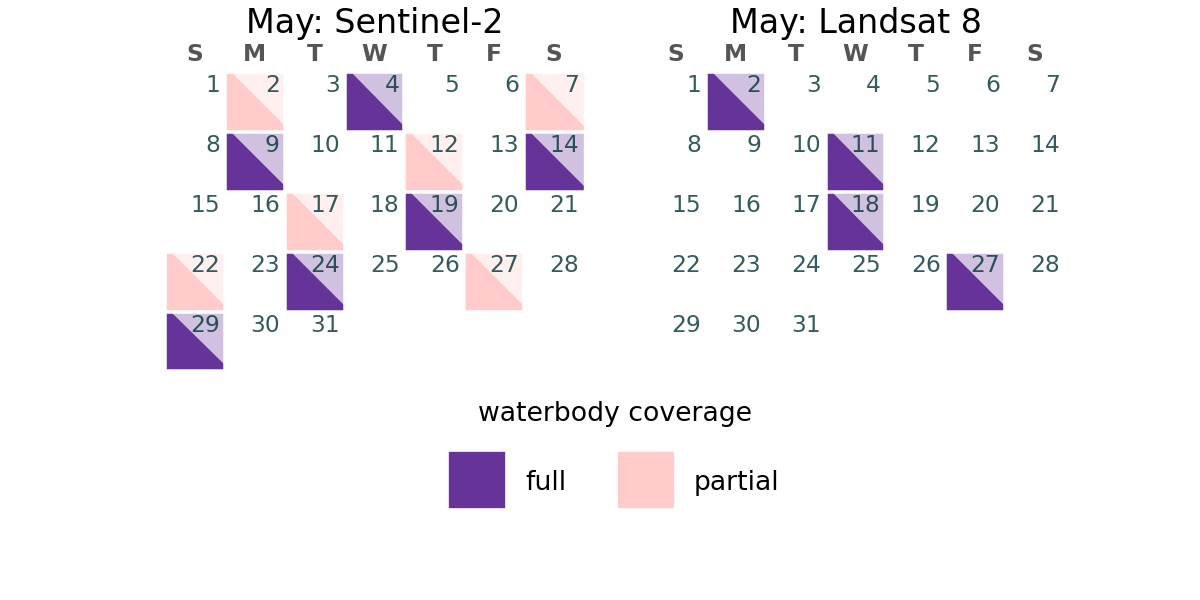 May: Sentinel-2 May: Landsat 8
S M T W T F S S M T W T F S
1 2 3 4 5 6 7 1 2 3 4 5 6 7
8 9 10 11 12 13 14 8 9 10 11 12 13 14
15 16 17 18 19 20 21 15 16 17 18 19 20 21
22 23 24 25 26 27 28 22 23 24 25 26 27 28
29 30 31 29 30 31
waterbody coverage
full partial